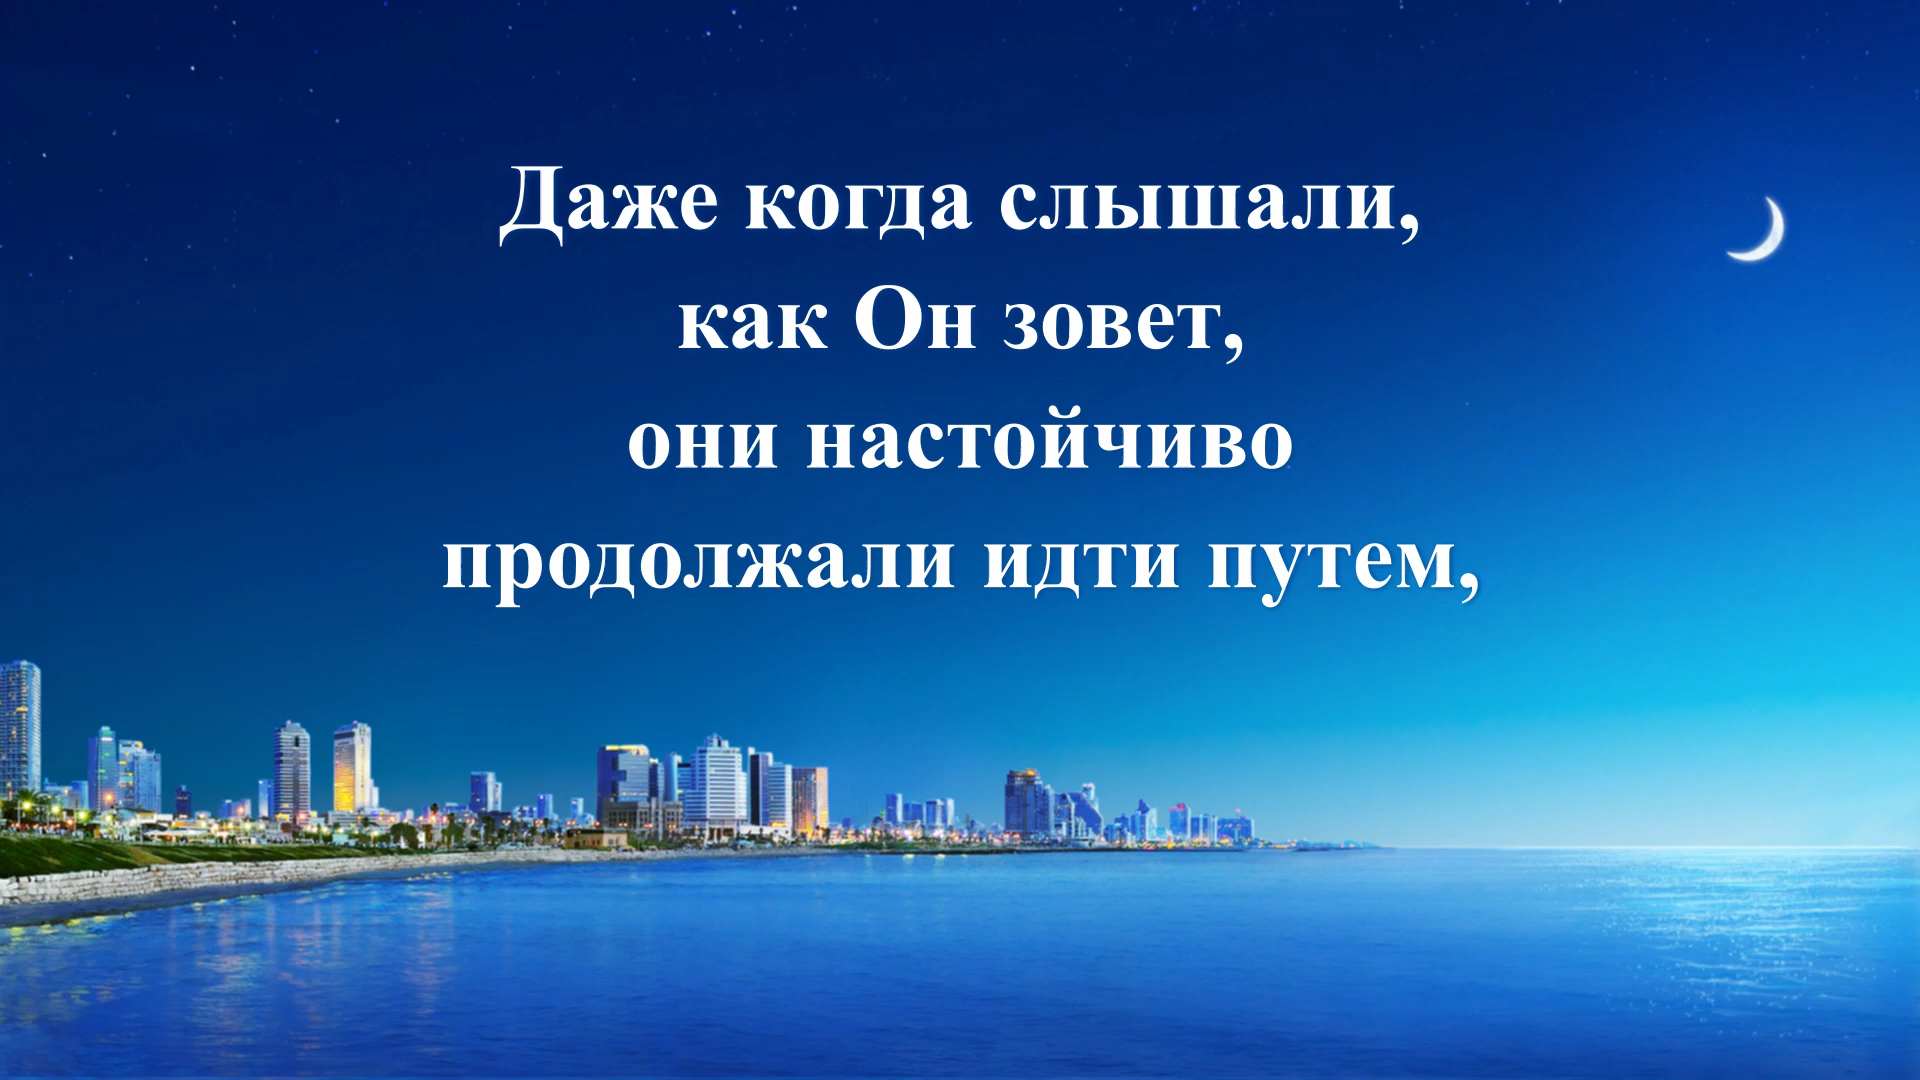 Даже когда слышали,
как Он зовет,
они настойчиво
продолжали идти путем,